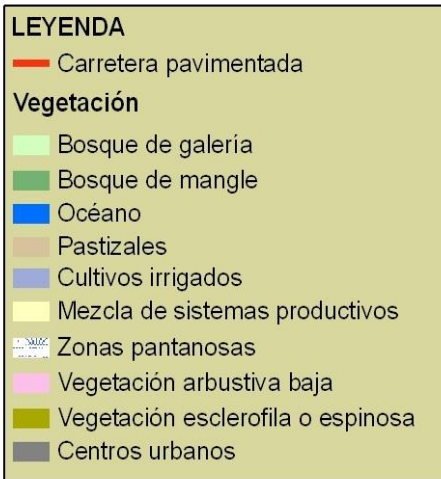 LEYENDA
Carretera pavimentada
Vegetación
Bosque de galería
Bosque de mangle
Océano
Pastizales
Cultivos irrigados
Mezcla de sistemas productivos
Zonas pantanosas
Vegetación arbustiva baja
Vegetación esclerofila o espinosa
Centros urbanos